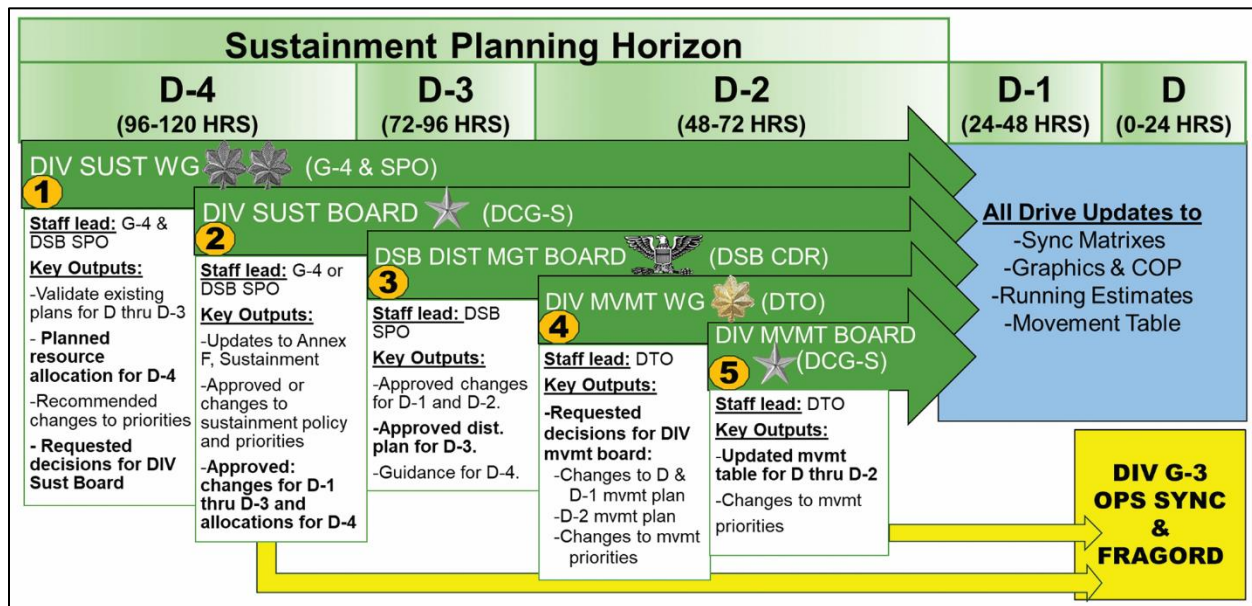 Sustainment Planning Horizon
D-4
(96-120 HRS)
D-3
(72-96 HRS)
D-2
(48-72 HRS)
D-1
(24-48 HRS)
D
(0-24 HRS)
DIV SUST WG (G-4 & SPO)
1
Staff lead: G-4 &
DSB SPO
Key Outputs:
-Validate existing
plans for D thru D-3
- Planned
resource
allocation for D-4
-Recommended
changes to priorities
- Requested
decisions for DIV
Sust Board
DIV SUST BOARD (DCG-S)
2
Staff lead: G-4 or
DSB SPO
Key Outputs:
-Updates to Annex
F, Sustainment
-Approved or
changes to
sustainment policy
and priorities
-Approved:
changes for D-1
thru D-3 and
allocations for D-4
DSB DIST MGT BOARD (DSB CDR)
3
Staff lead: DSB
SPO
Key Outputs:
-Approved changes
for D-1 and D-2.
-Approved dist.
plan for D-3.
-Guidance for D-4.
DIV MVMT WG (DTO)
4
Staff lead: DTO
Key Outputs:
-Requested
decisions for DIV
mvmt board:
-Changes to D &
D-1 mvmt plan
-D-2 mvmt plan
-Changes to mvmt
priorities
DIV MVMT BOARD
(DCG-S)
5
Staff lead: DTO
Key Outputs:
-Updated mvmt
table for D thru D-2
-Changes to mvmt
priorities
All Drive Updates to
-Sync Matrixes
-Graphics & COP
-Running Estimates
-Movement Table
DIV G-3
OPS SYNC
&
FRAGORD